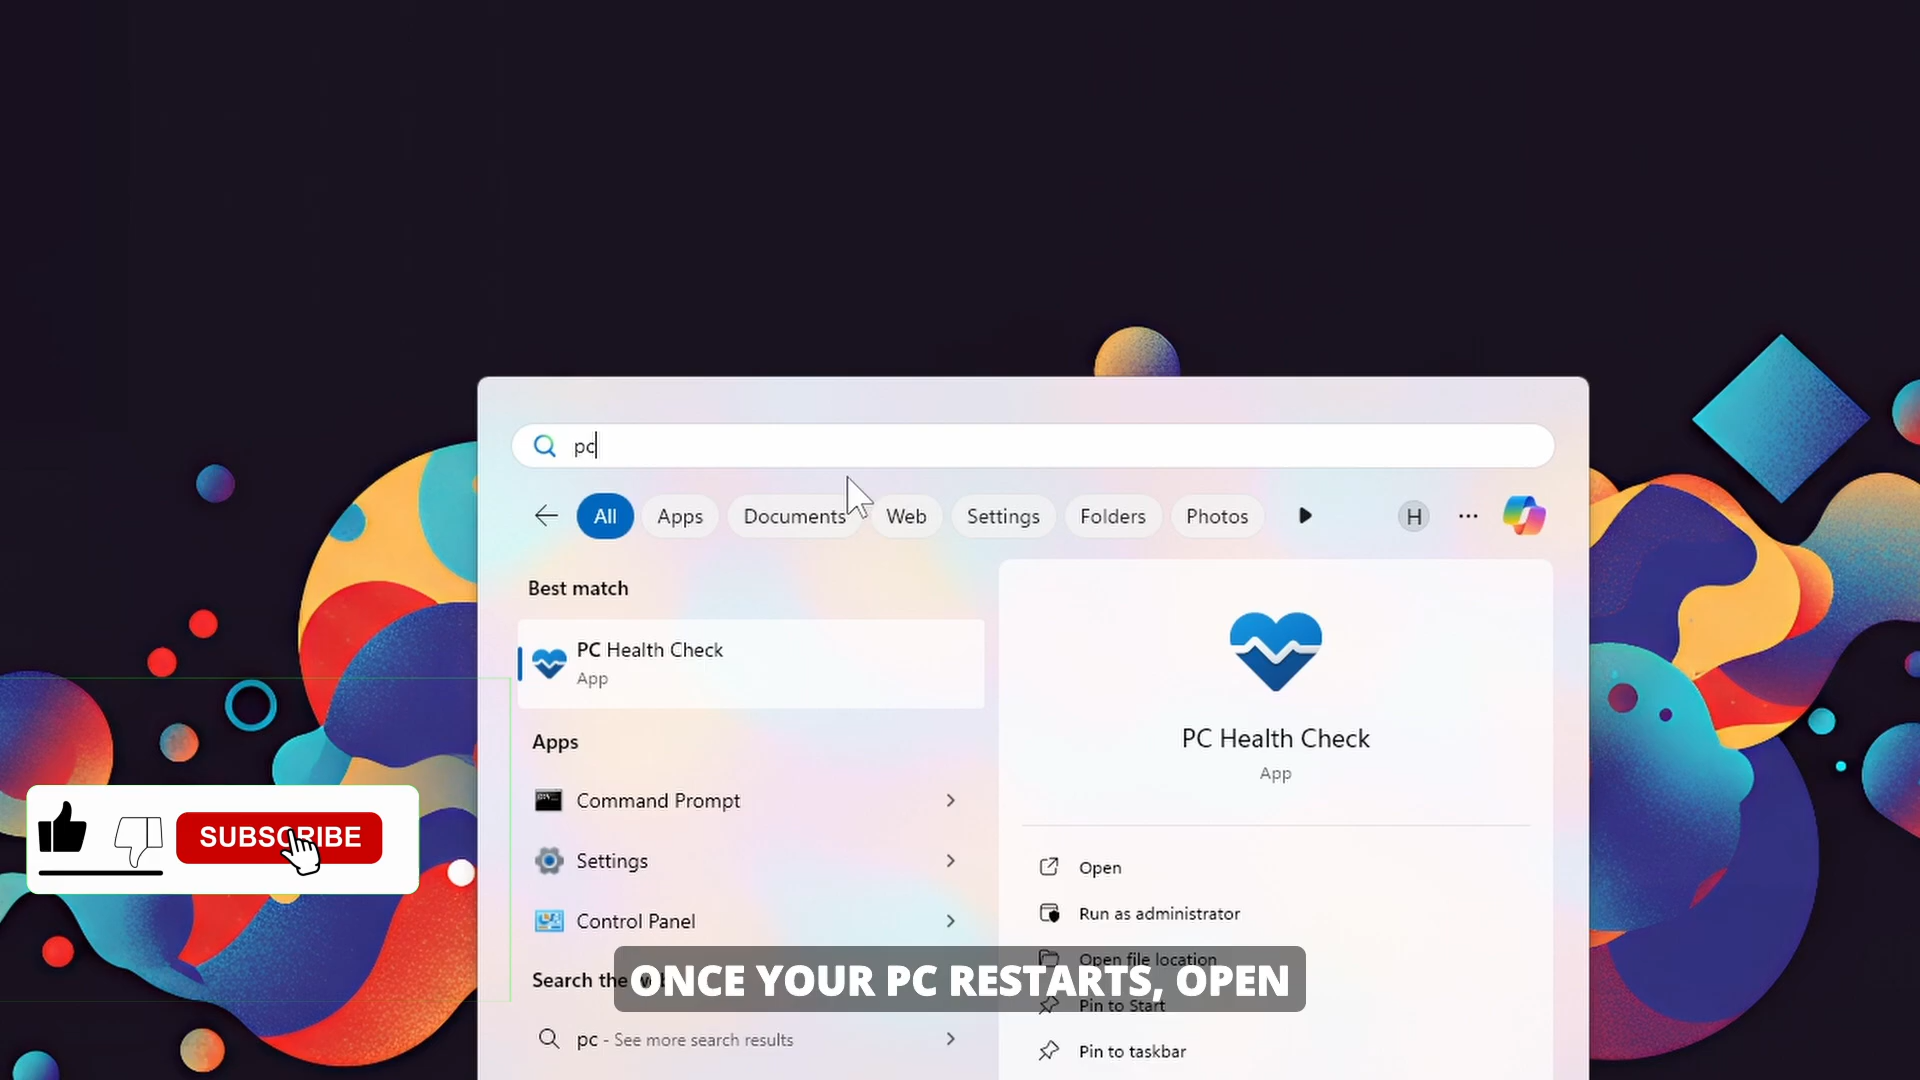 pc
All Apps Documents Web Settings Folders Photos H
Best match
PC Health Check
App
Apps
Command Prompt
Settings
Control Panel
Search the
pc - See more search results
PC Health Check
App
Open
Run as administrator
Open file location
Pin to Start
Pin to taskbar
SUBSCRIBE
ONCE YOUR PC RESTARTS, OPEN